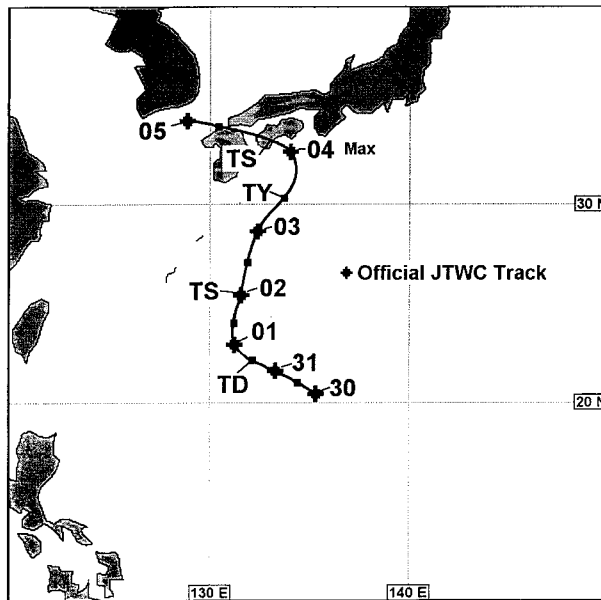 05
TS
04 Max
TY
30 N
03
Official JTWC Track
TS
02
01
31
TD
30
20 N
130 E
140 E